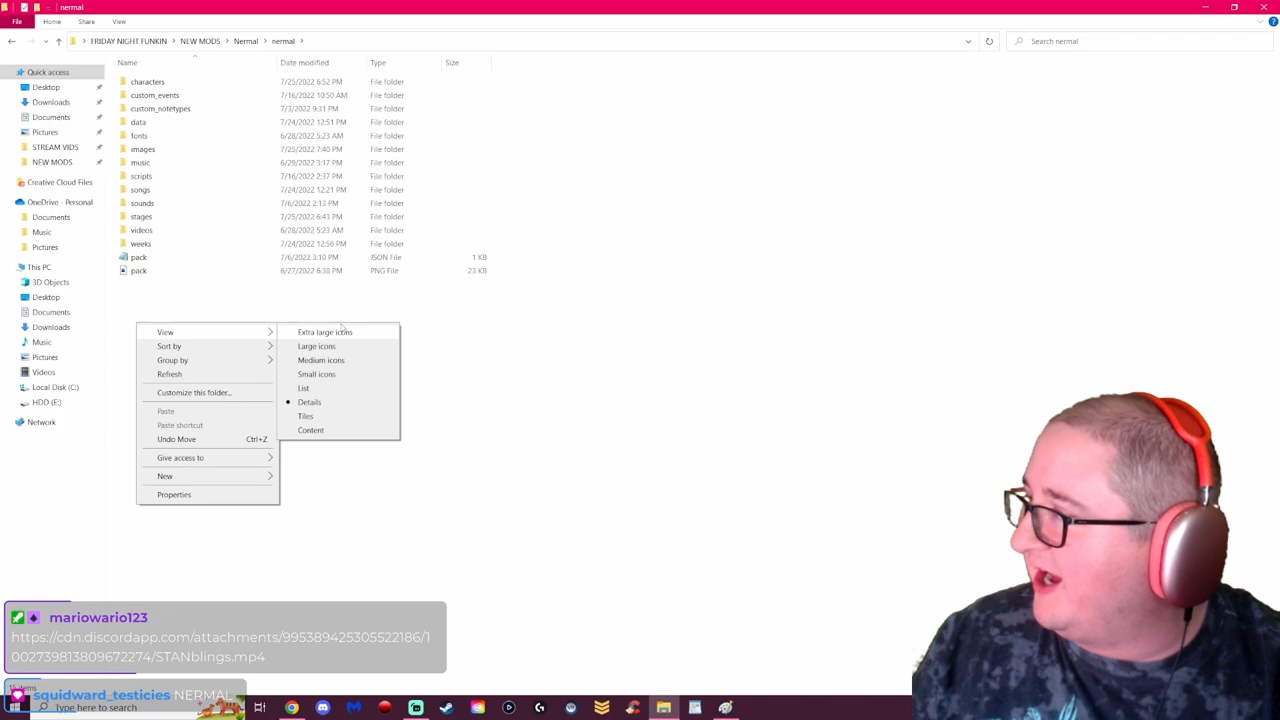 nermal
File
Home
Share
View
FRIDAY NIGHT FUNKIN
NEW MODS
Nermal
nermal
Search nermal
Name
Date modified
Type
Size
Quick access
Desktop
Downloads
Documents
Pictures
STREAM VIDS
NEW MODS
Creative Cloud Files
OneDrive - Personal
Documents
Music
Pictures
This PC
3D Objects
Desktop
Documents
Downloads
Music
Pictures
Videos
Local Disk (C:)
HDD (E:)
Network
characters 7/25/2022 6:52 PM File folder
custom_events 7/16/2022 10:50 AM File folder
custom_notetypes 7/3/2022 9:31 PM File folder
data 7/24/2022 12:51 PM File folder
fonts 6/28/2022 5:23 AM File folder
images 7/25/2022 7:40 PM File folder
music 6/29/2022 3:17 PM File folder
scripts 7/16/2022 2:37 PM File folder
songs 7/24/2022 12:21 PM File folder
sounds 7/6/2022 2:13 PM File folder
stages 7/25/2022 6:43 PM File folder
videos 6/28/2022 5:23 AM File folder
weeks 7/24/2022 12:56 PM File folder
pack 7/6/2022 3:10 PM JSON File 1 KB
pack 6/27/2022 6:38 PM PNG File 23 KB
View
Sort by
Group by
Refresh
Customize this folder...
Paste
Paste shortcut
Undo Move Ctrl+Z
Give access to
New
Properties
Extra large icons
Large icons
Medium icons
Small icons
List
Details
Tiles
Content
mariowario123
https://cdn.discordapp.com/attachments/995389425305522186/1
002739813809672274/STANblings.mp4
15 items
squidward_testicies NERMAL
Type here to search